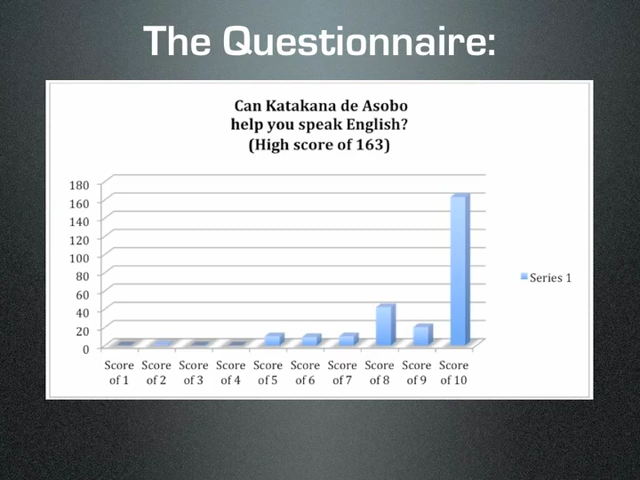 The Questionnaire:
Can Katakana de Asobo
help you speak English?
(High score of 163)
180
160
140
120
100
80
60
40
20
0
Score of 1
Score of 2
Score of 3
Score of 4
Score of 5
Score of 6
Score of 7
Score of 8
Score of 9
Score of 10
Series 1